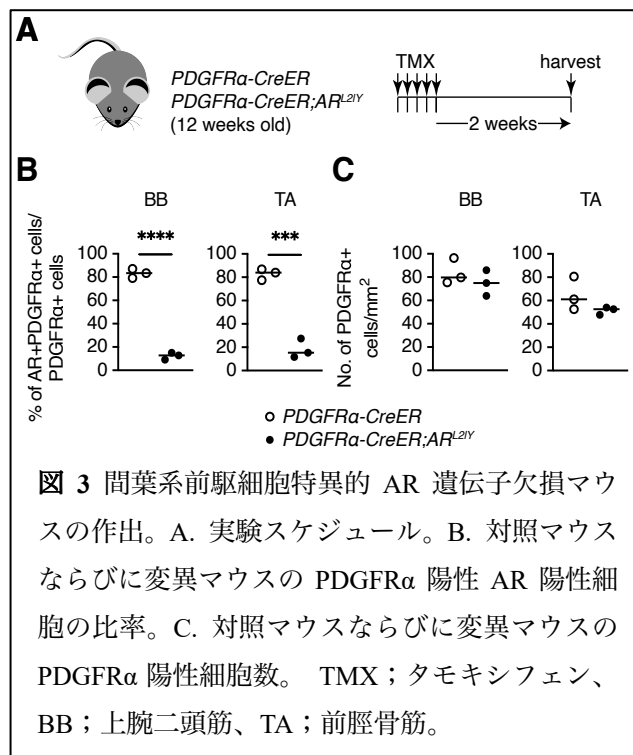 A
PDGFRα-CreER
PDGFRα-CreER;AR^L2/Y
(12 weeks old)
TMX
harvest
2 weeks
B
BB
TA
% of AR+PDGFRα+ cells/
PDGFRα+ cells
100
80
60
40
20
0
****
100
80
60
40
20
0
***
C
BB
TA
No. of PDGFRα+
cells/mm²
100
80
60
40
20
0
100
80
60
40
20
0
○ PDGFRα-CreER
● PDGFRα-CreER;AR^L2/Y
図 3 間葉系前駆細胞特異的 AR 遺伝子欠損マウ
スの作出。A. 実験スケジュール。B. 対照マウス
ならびに変異マウスの PDGFRα 陽性 AR 陽性細
胞の比率。C. 対照マウスならびに変異マウスの
PDGFRα 陽性細胞数。 TMX；タモキシフェン、
BB；上腕二頭筋、TA；前脛骨筋。